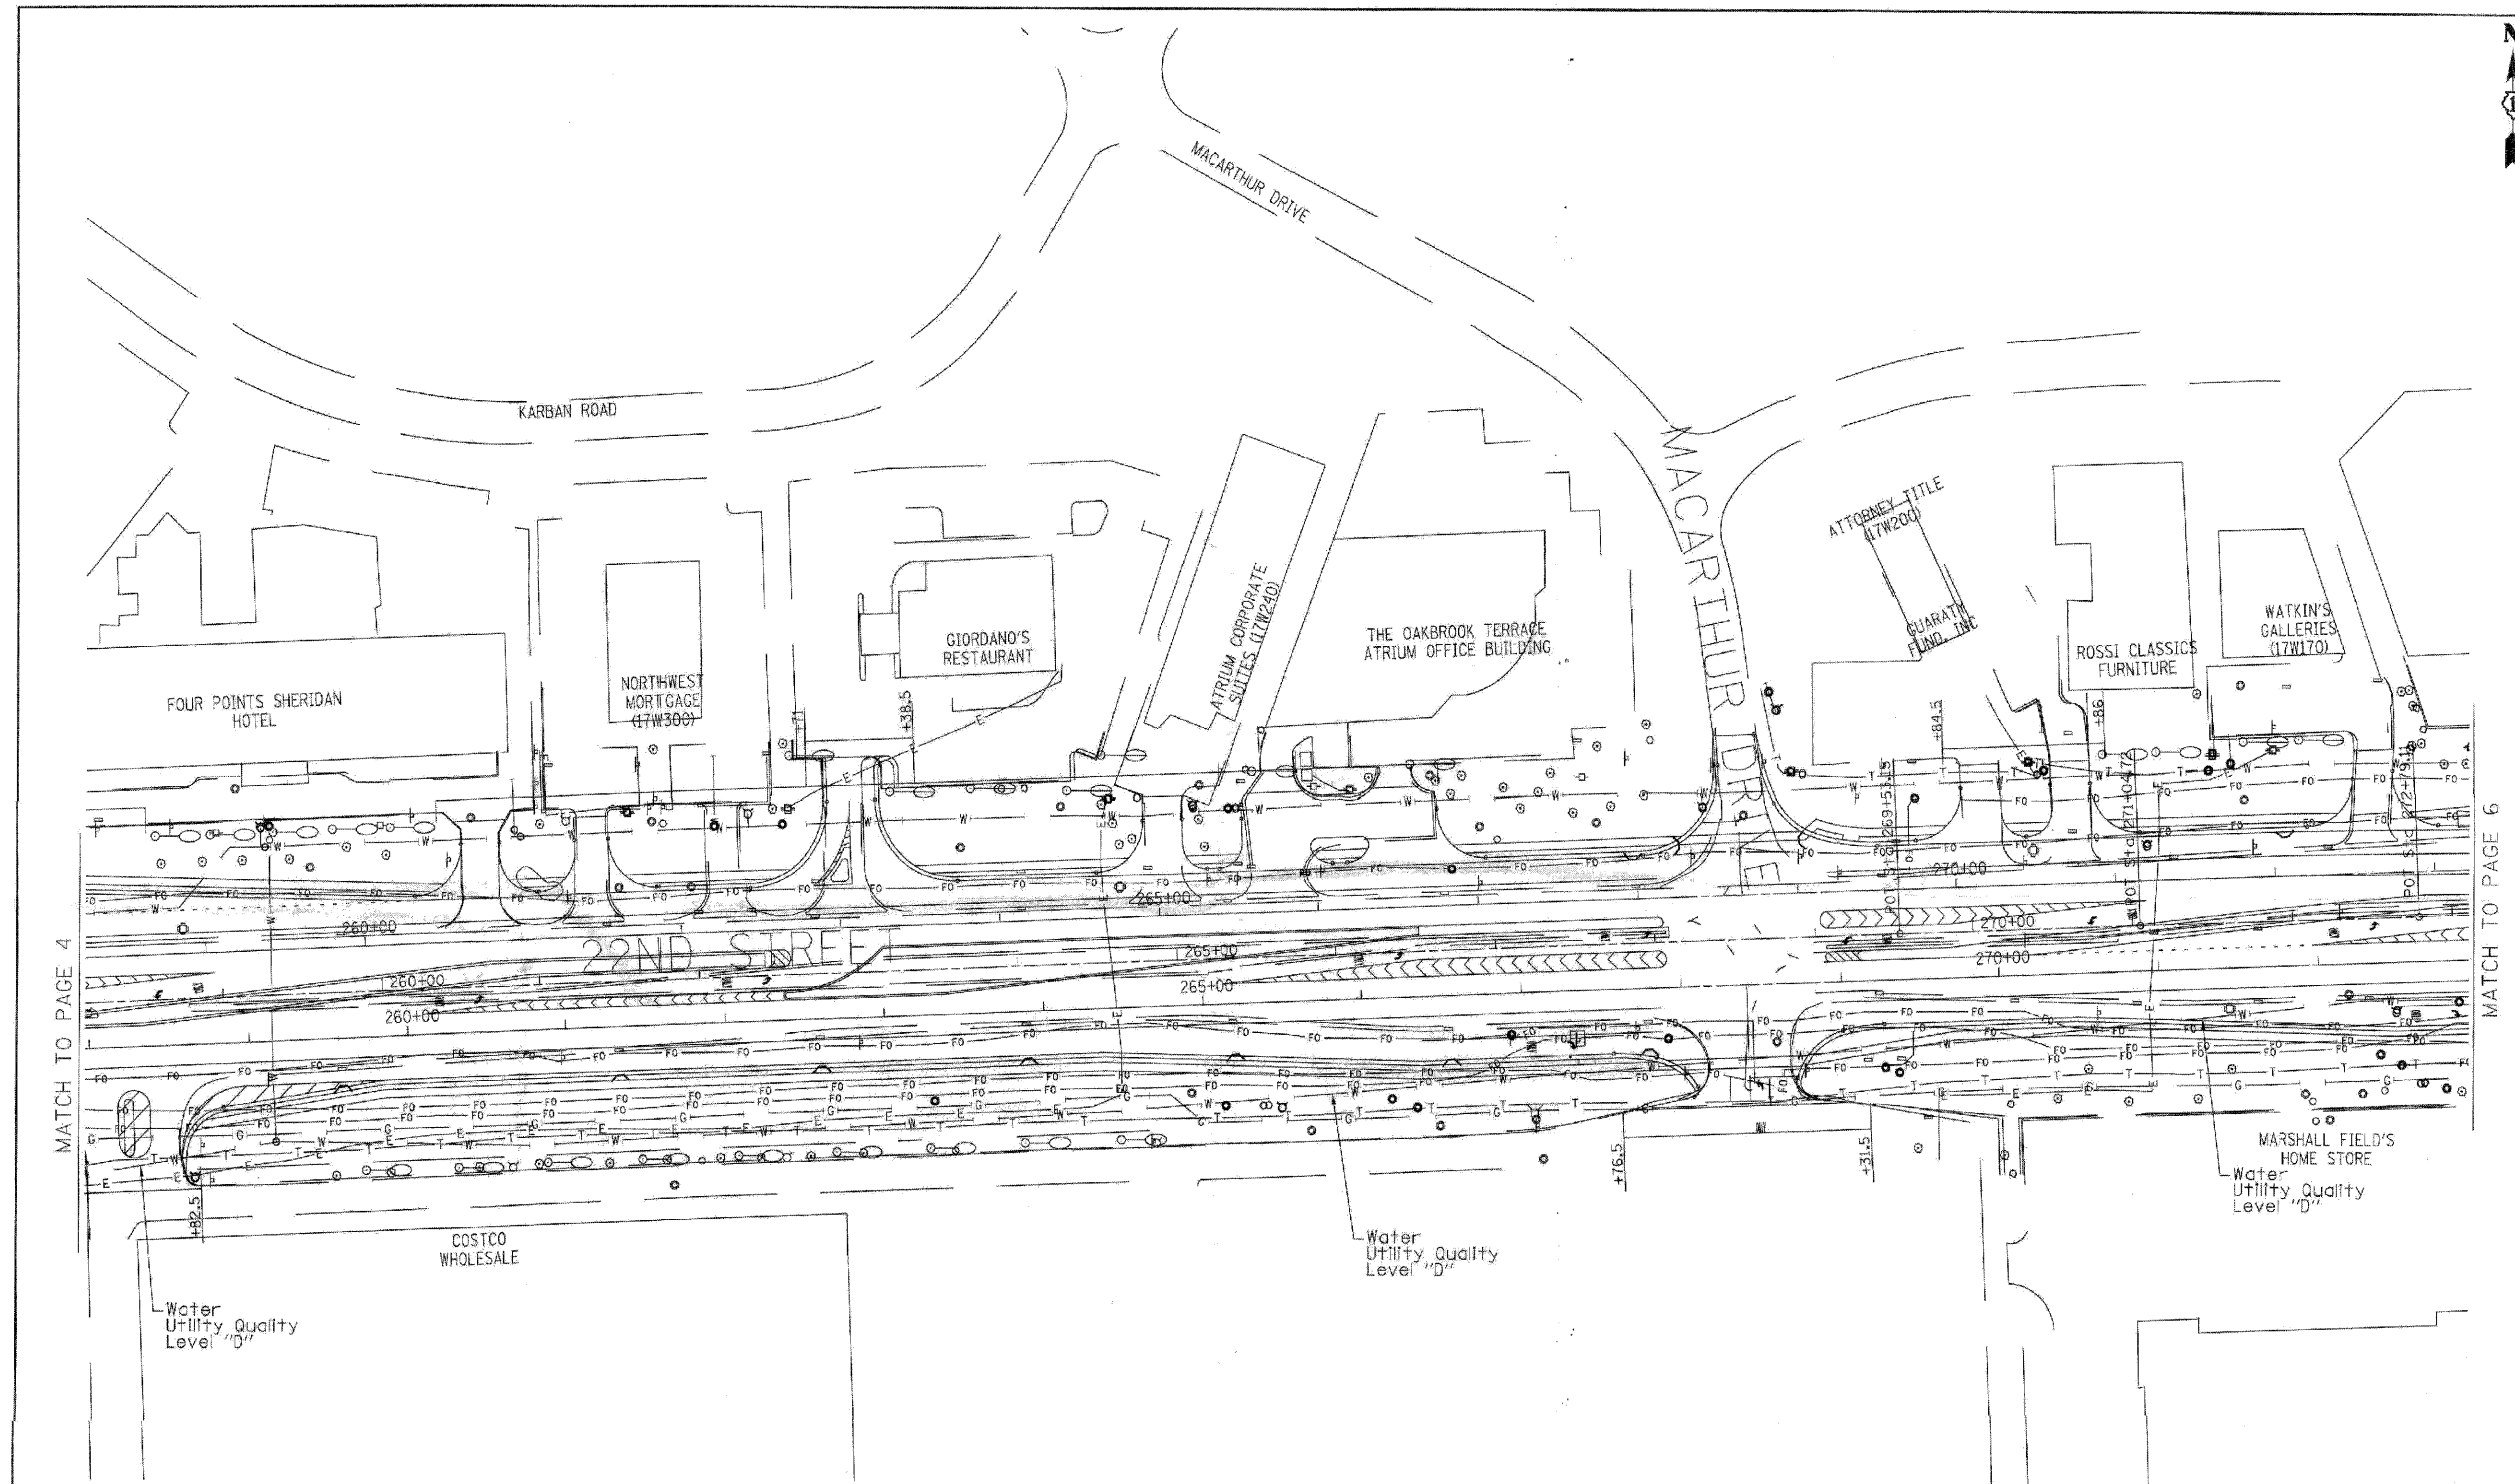 N
MACARTHUR DRIVE
KARBAN ROAD
MACARTHUR DRIVE
ATTORNEY TITLE
(17W200)
GUARATY
FUND, INC
FOUR POINTS SHERIDAN
HOTEL
NORTHWEST
MORTGAGE
(17W300)
GIORDANO'S
RESTAURANT
ATRIUM CORPORATE
SUITES (17W240)
THE OAKBROOK TERRACE
ATRIUM OFFICE BUILDING
ROSSI CLASSICS
FURNITURE
WATKIN'S
GALLERIES
(17W170)
+71
+38.5
+84.5
+86
MATCH TO PAGE 4
MATCH TO PAGE 6
260+00
265+00
270+00
22ND STREET
260+00
265+00
270+00
260+00
265+00
270+00
+82.5
+76.5
+31.5
COSTCO
WHOLESALE
MARSHALL FIELD'S
HOME STORE
Water
Utility Quality
Level "D"
Water
Utility Quality
Level "D"
Water
Utility Quality
Level "D"